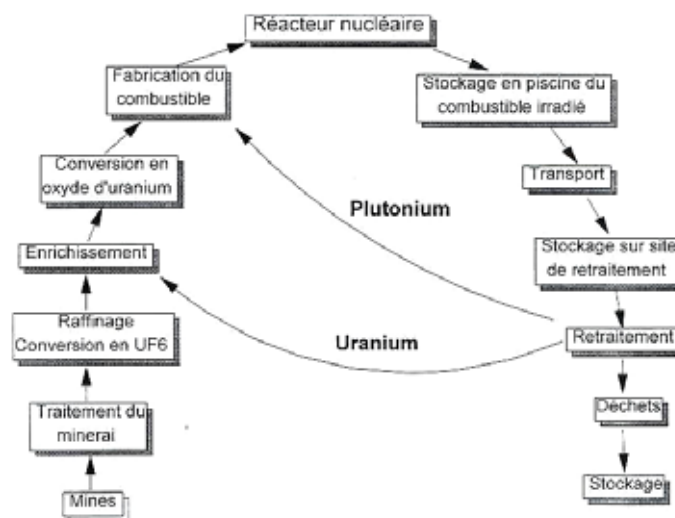 Réacteur nucléaire
Fabrication du
combustible
Stockage en piscine du
combustible irradié
Conversion en
oxyde d'uranium
Transport
Plutonium
Enrichissement
Stockage sur site
de retraitement
Raffinage
Conversion en UF6
Uranium
Retraitement
Traitement du
minerai
Déchets
Mines
Stockage